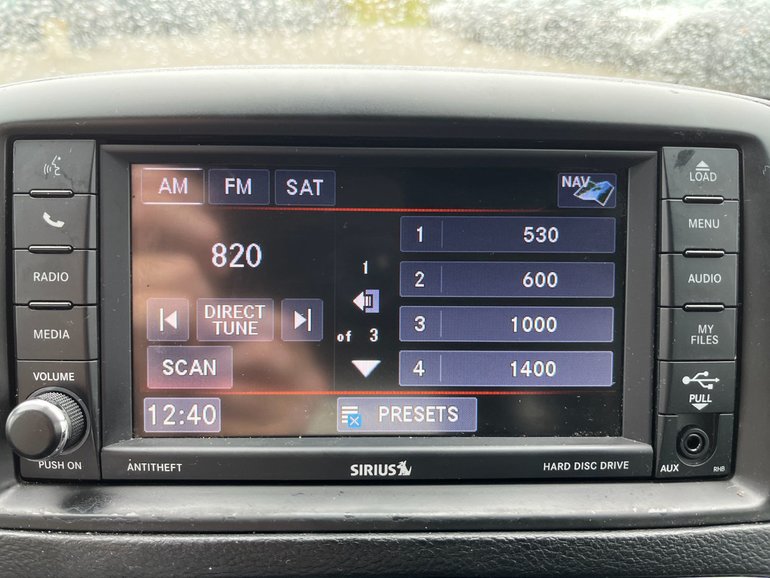 AM FM SAT NAV
820
DIRECT
TUNE
SCAN
12:40
1
of 3
1 530
2 600
3 1000
4 1400
PRESETS
RADIO
MEDIA
VOLUME
PUSH ON
LOAD
MENU
AUDIO
MY
FILES
PULL
AUX RHB
ANTITHEFT
SIRIUS
HARD DISC DRIVE